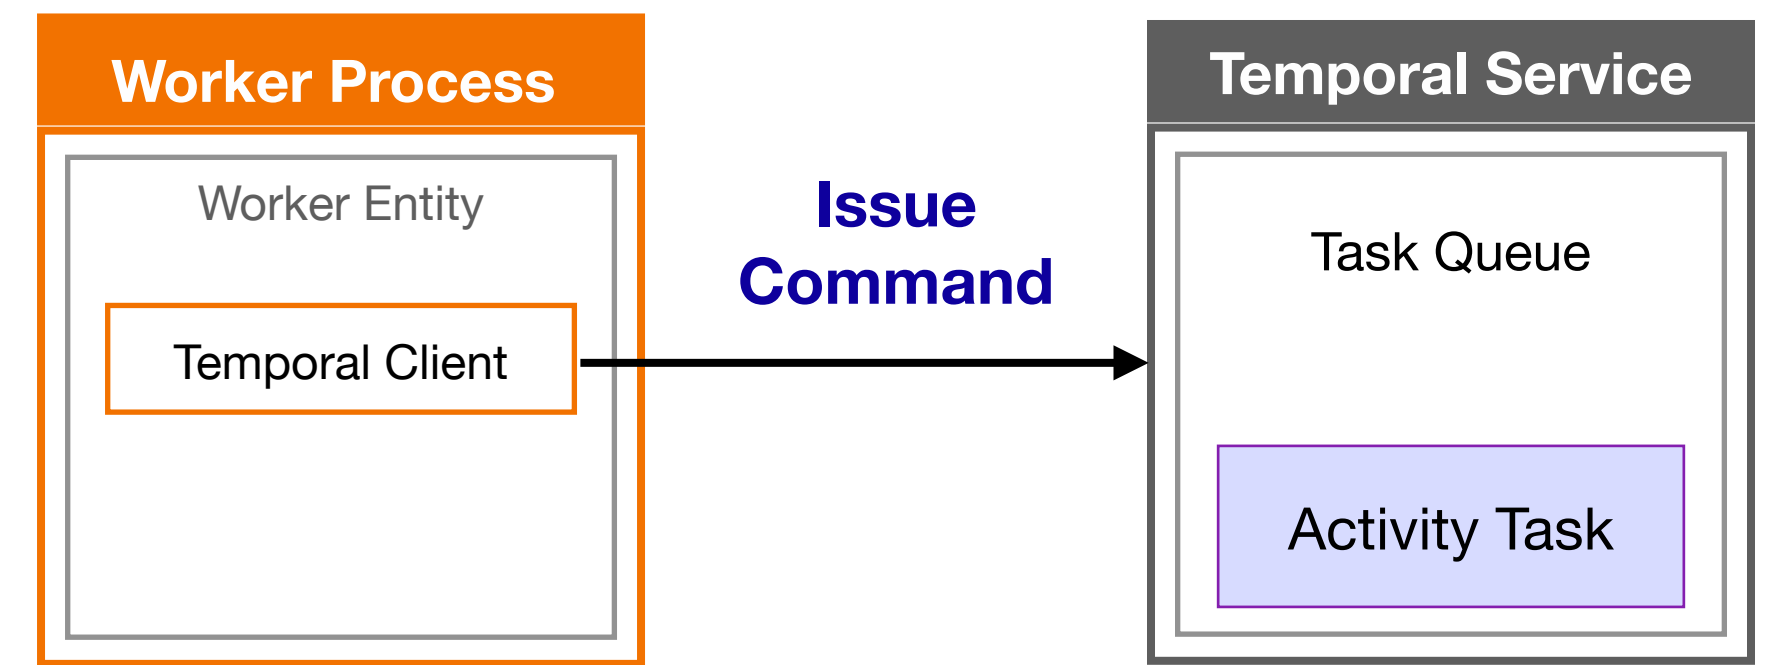 Worker Process
Worker Entity
Temporal Client
Issue
Command
Temporal Service
Task Queue
Activity Task